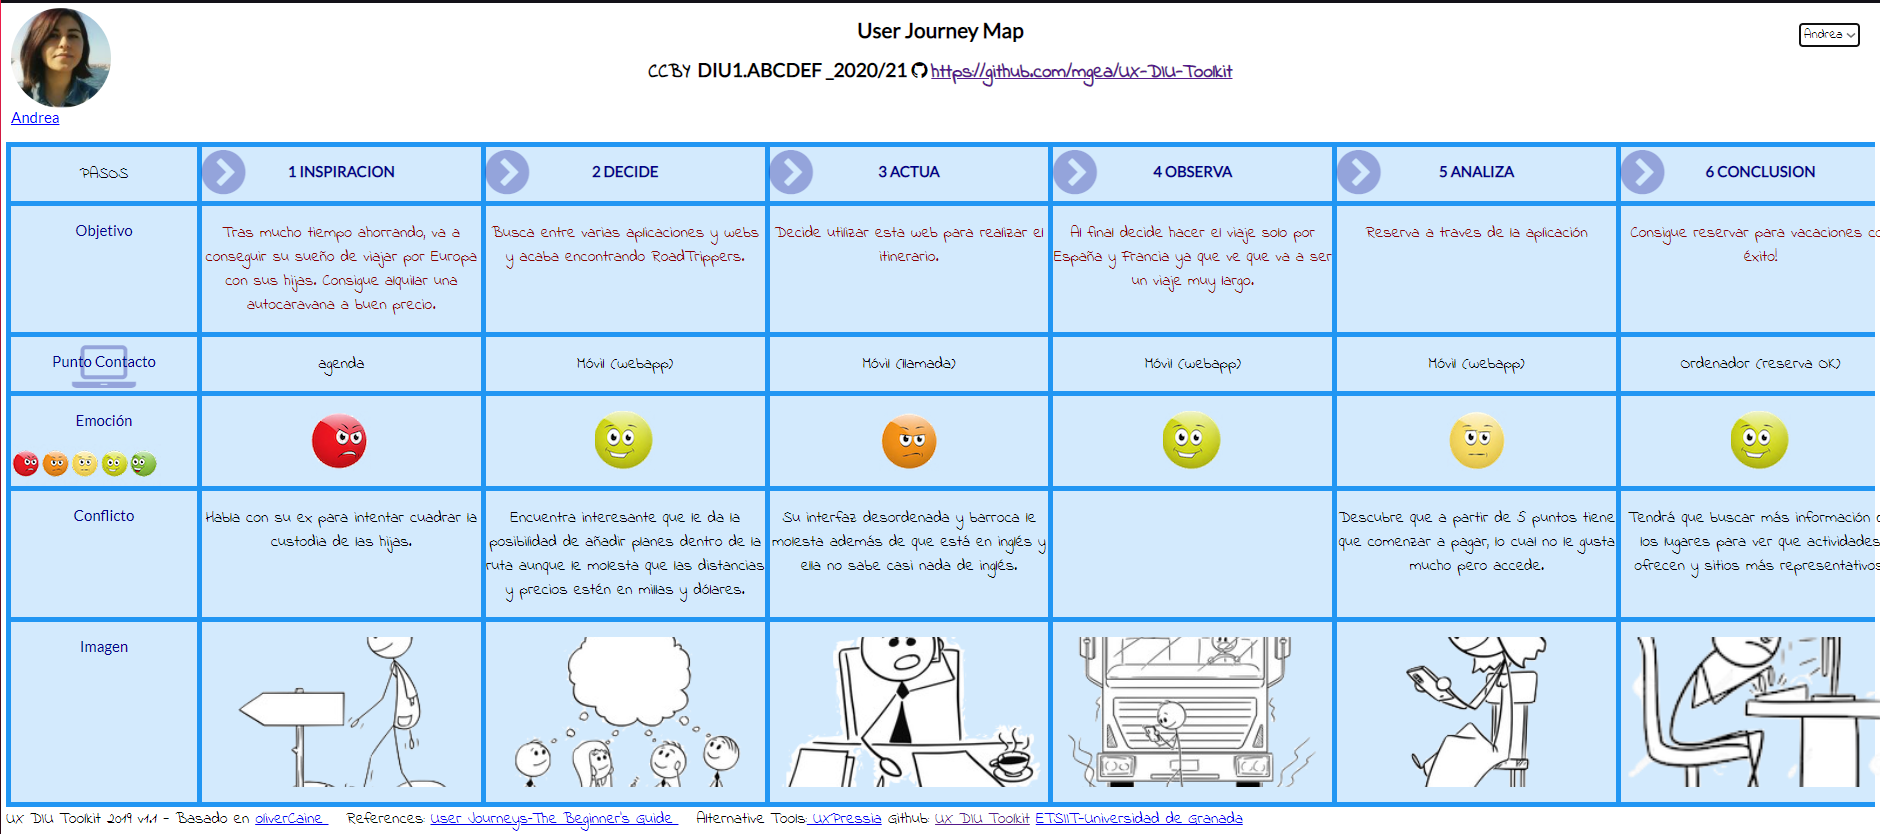 User Journey Map
Andrea
CCBY DIU1.ABCDEF _2020/21 https://github.com/mgea/UX-DIU-Toolkit
Andrea
PASOS
1 INSPIRACION
2 DECIDE
3 ACTUA
4 OBSERVA
5 ANALIZA
6 CONCLUSION
Objetivo
Tras mucho tiempo ahorrando, va a
conseguir su sueño de viajar por Europa
con sus hijas. Consigue alquilar una
autocaravana a buen precio.
Busca entre varias aplicaciones y webs
y acaba encontrando RoadTrippers.
Decide utilizar esta web para realizar el
itinerario.
Al final decide hacer el viaje solo por
España y Francia ya que ve que va a ser
un viaje muy largo.
Reserva a traves de la aplicación
Consigue reservar para vacaciones co
éxito!
Punto Contacto
agenda
Móvil (webapp)
Móvil (llamada)
Móvil (webapp)
Móvil (webapp)
Ordenador (reserva OK)
Emoción
Conflicto
Habla con su ex para intentar cuadrar la
custodia de las hijas.
Encuentra interesante que le da la
posibilidad de añadir planes dentro de la
ruta aunque le molesta que las distancias
y precios estén en millas y dólares.
Su interfaz desordenada y barroca le
molesta además de que está en inglés y
ella no sabe casi nada de inglés.
Descubre que a partir de 5 puntos tiene
que comenzar a pagar, lo cual no le gusta
mucho pero accede.
Tendrá que buscar más información
los lugares para ver que actividades
ofrecen y sitios más representativos
Imagen
UX DIU Toolkit 2019 v1.1 - Basado en oliverCaine References: User Journeys-The Beginner's Guide Alternative Tools: UXPressia Github: UX DIU Toolkit ETSIIT-Universidad de Granada